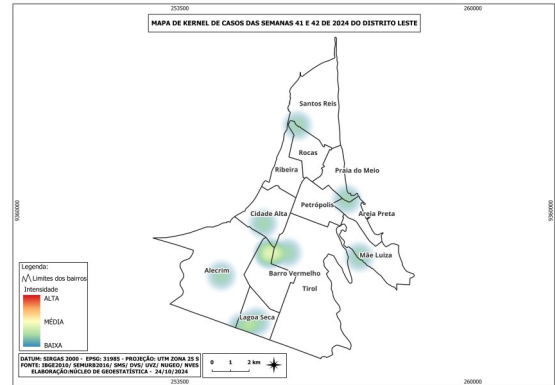 253500
260000
MAPA DE KERNEL DE CASOS DAS SEMANAS 41 E 42 DE 2024 DO DISTRITO LESTE
Santos Reis
Rocas
Ribeira
Praia do Meio
Petrópolis
Cidade Alta
Areia Preta
9360000
9360000
Mãe Luiza
Alecrim
Barro Vermelho
Tirol
Lagoa Seca
Legenda:
Limites dos bairros
Intensidade
ALTA
MÉDIA
BAIXA
DATUM: SIRGAS 2000 - EPSG: 31985 - PROJEÇÃO: UTM ZONA 25 S
FONTE: IBGE2010/ SEMURB2016/ SMS/ DVS/ UVZ/ NUGEO/ NVES
ELABORAÇÃO:NÚCLEO DE GEOESTATÍSTICA - 24/10/2024
0 1 2 km
253500
260000